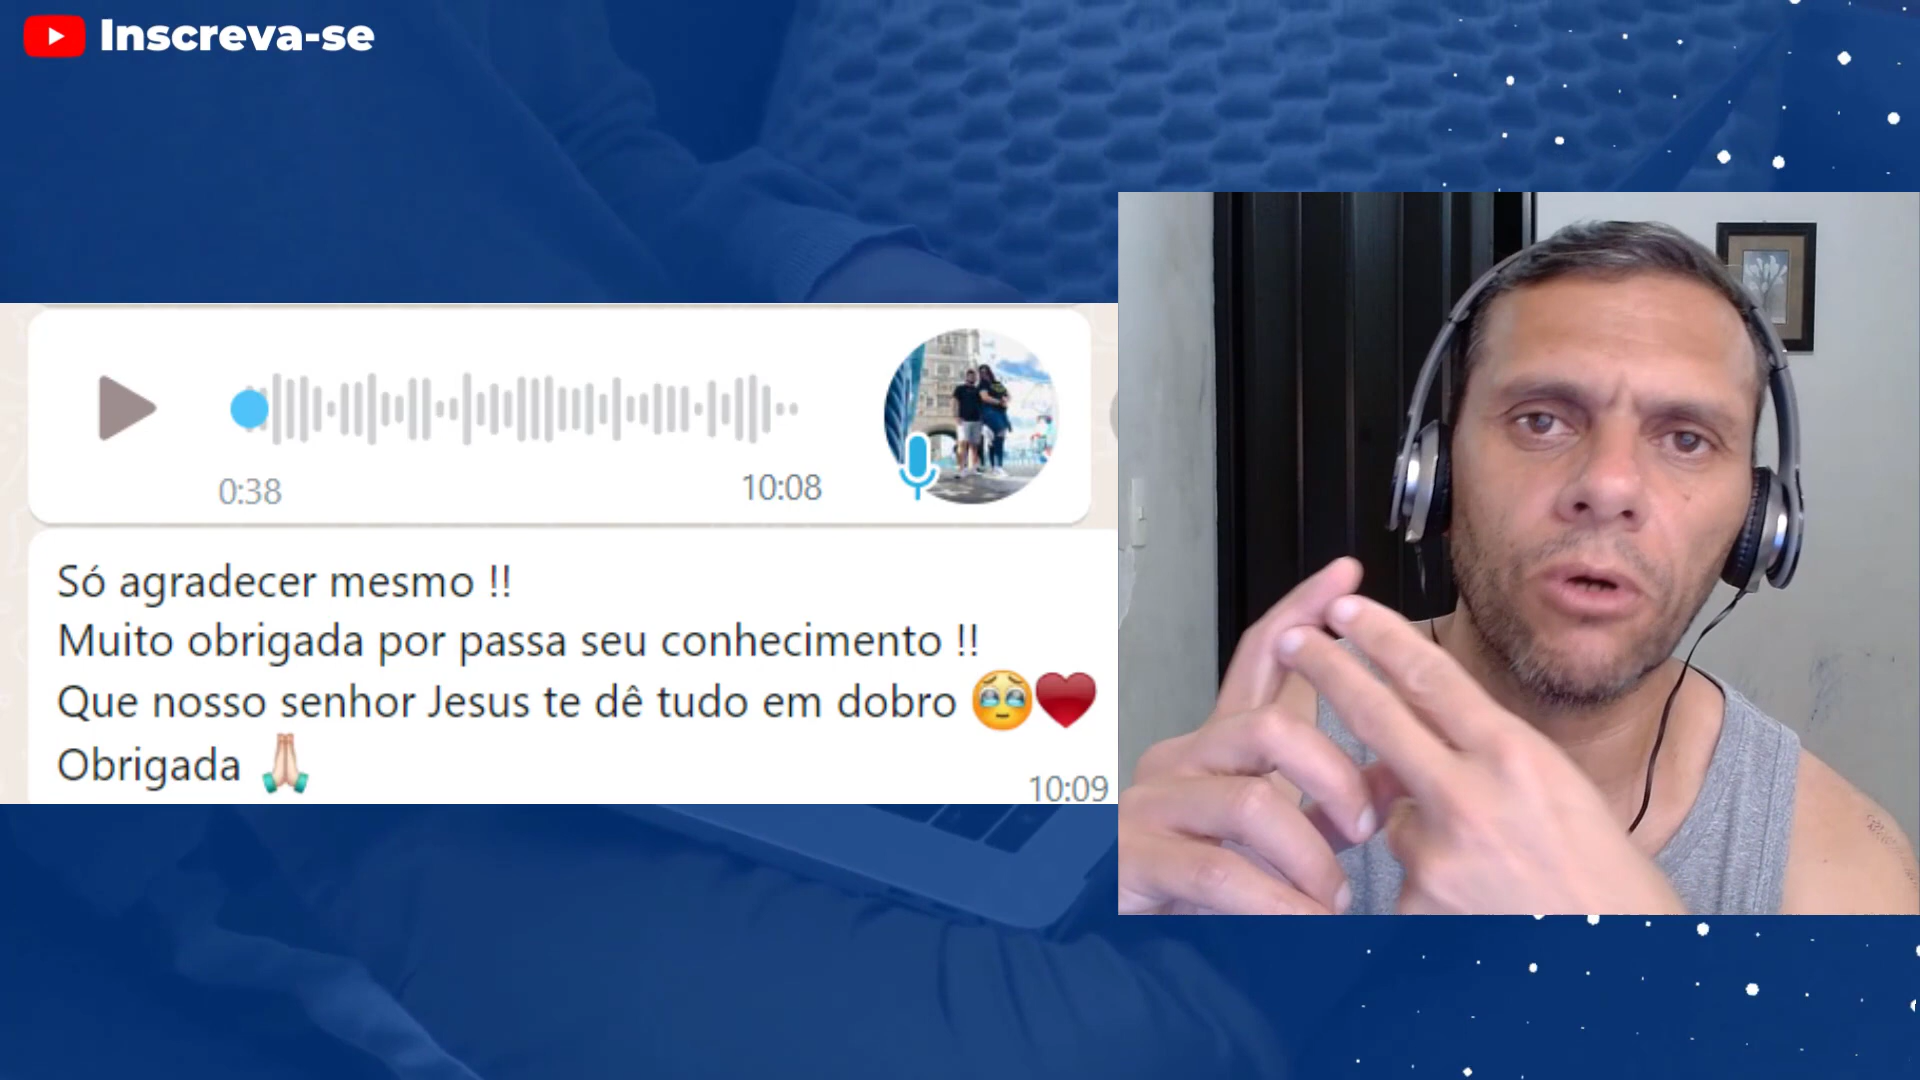 Inscreva-se
0:38
10:08
Só agradecer mesmo !!
Muito obrigada por passa seu conhecimento !!
Que nosso senhor Jesus te dê tudo em dobro 🥹❤️
Obrigada 🙏🏻
10:09